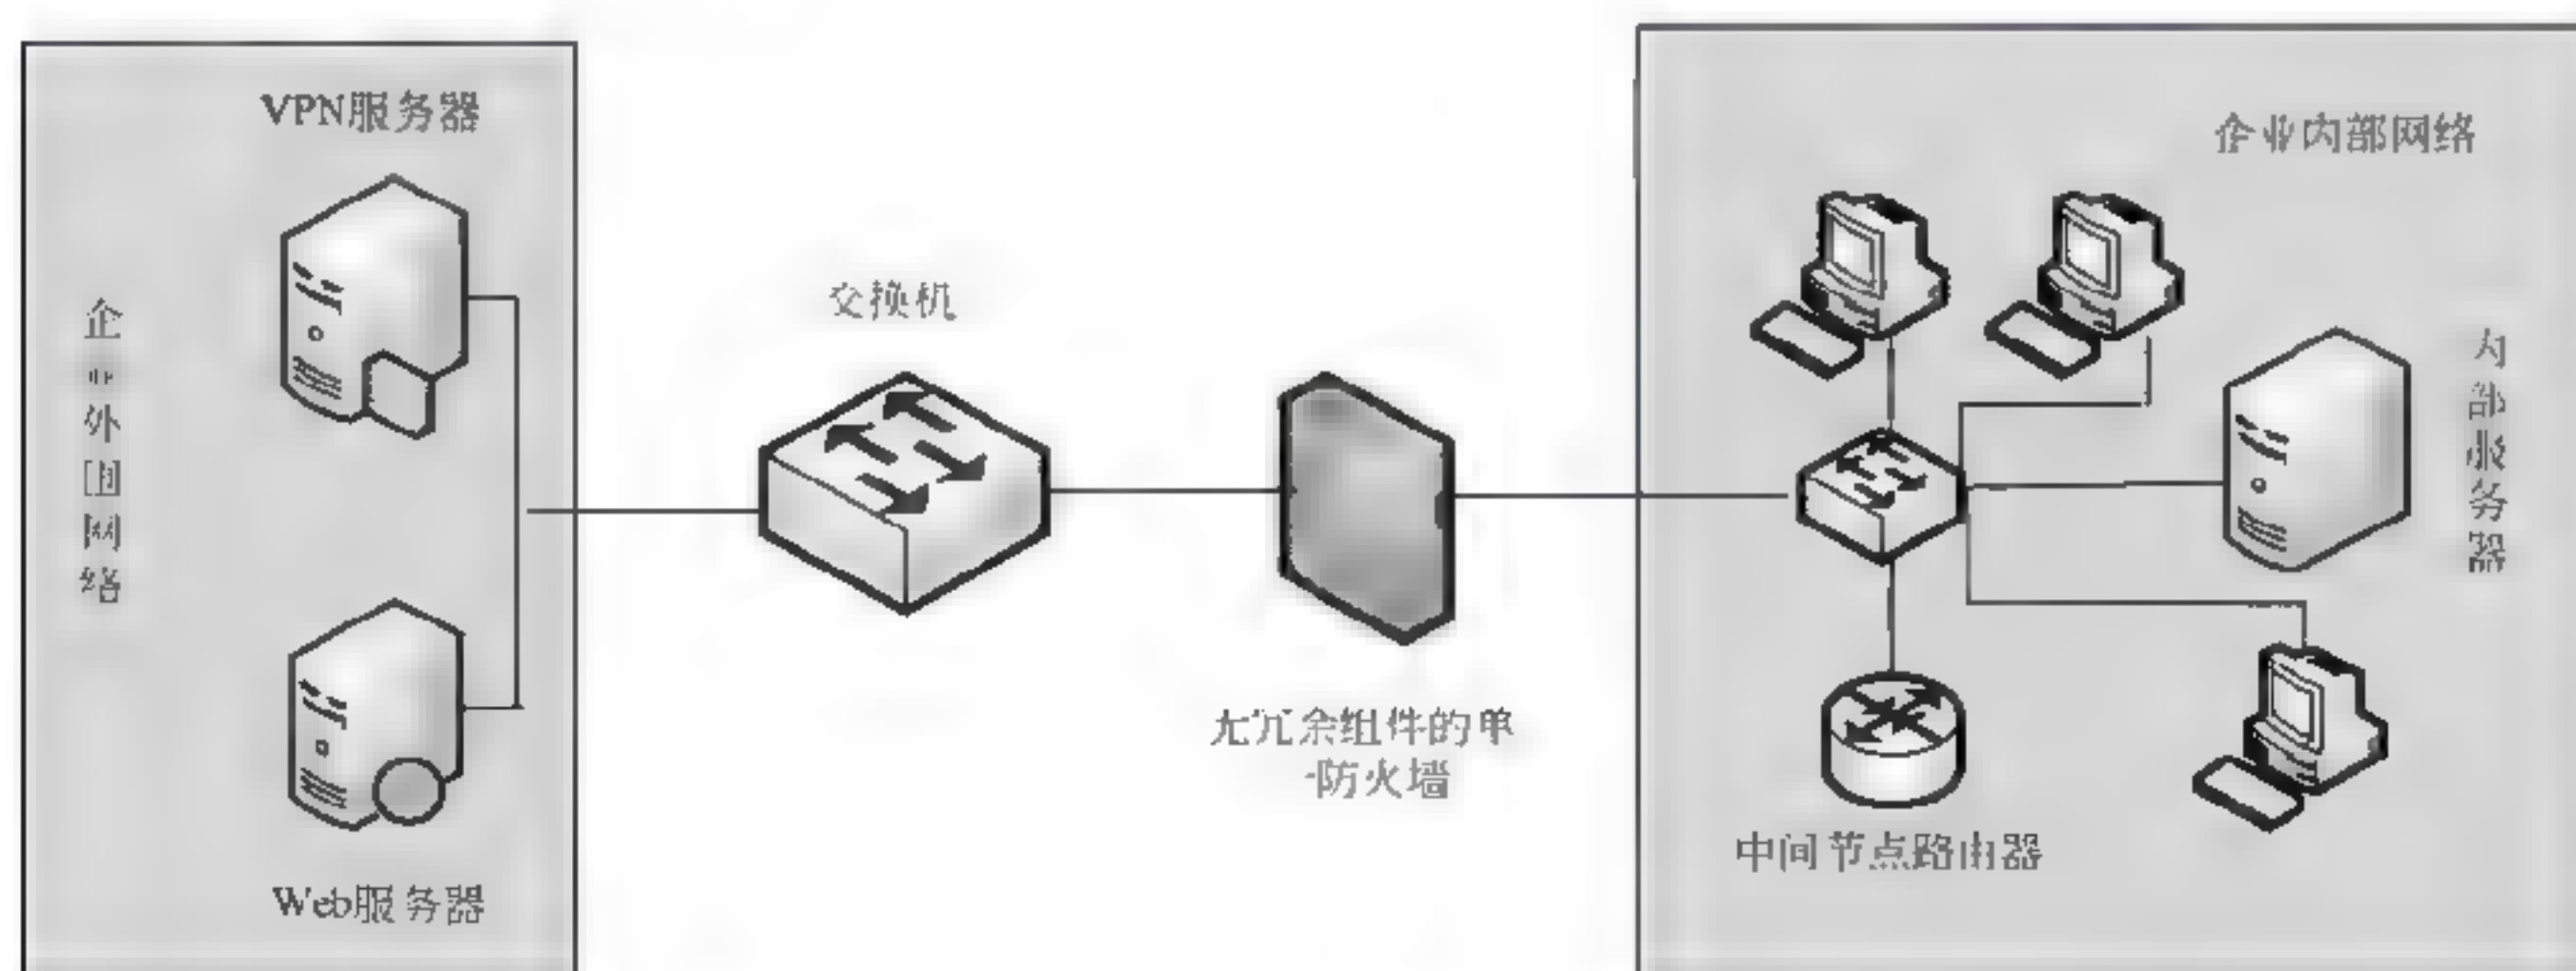 VPN服务器
企业外围网络
Web服务器
交换机
无冗余组件的单
一防火墙
企业内部网络
内部服务器
中间节点路由器